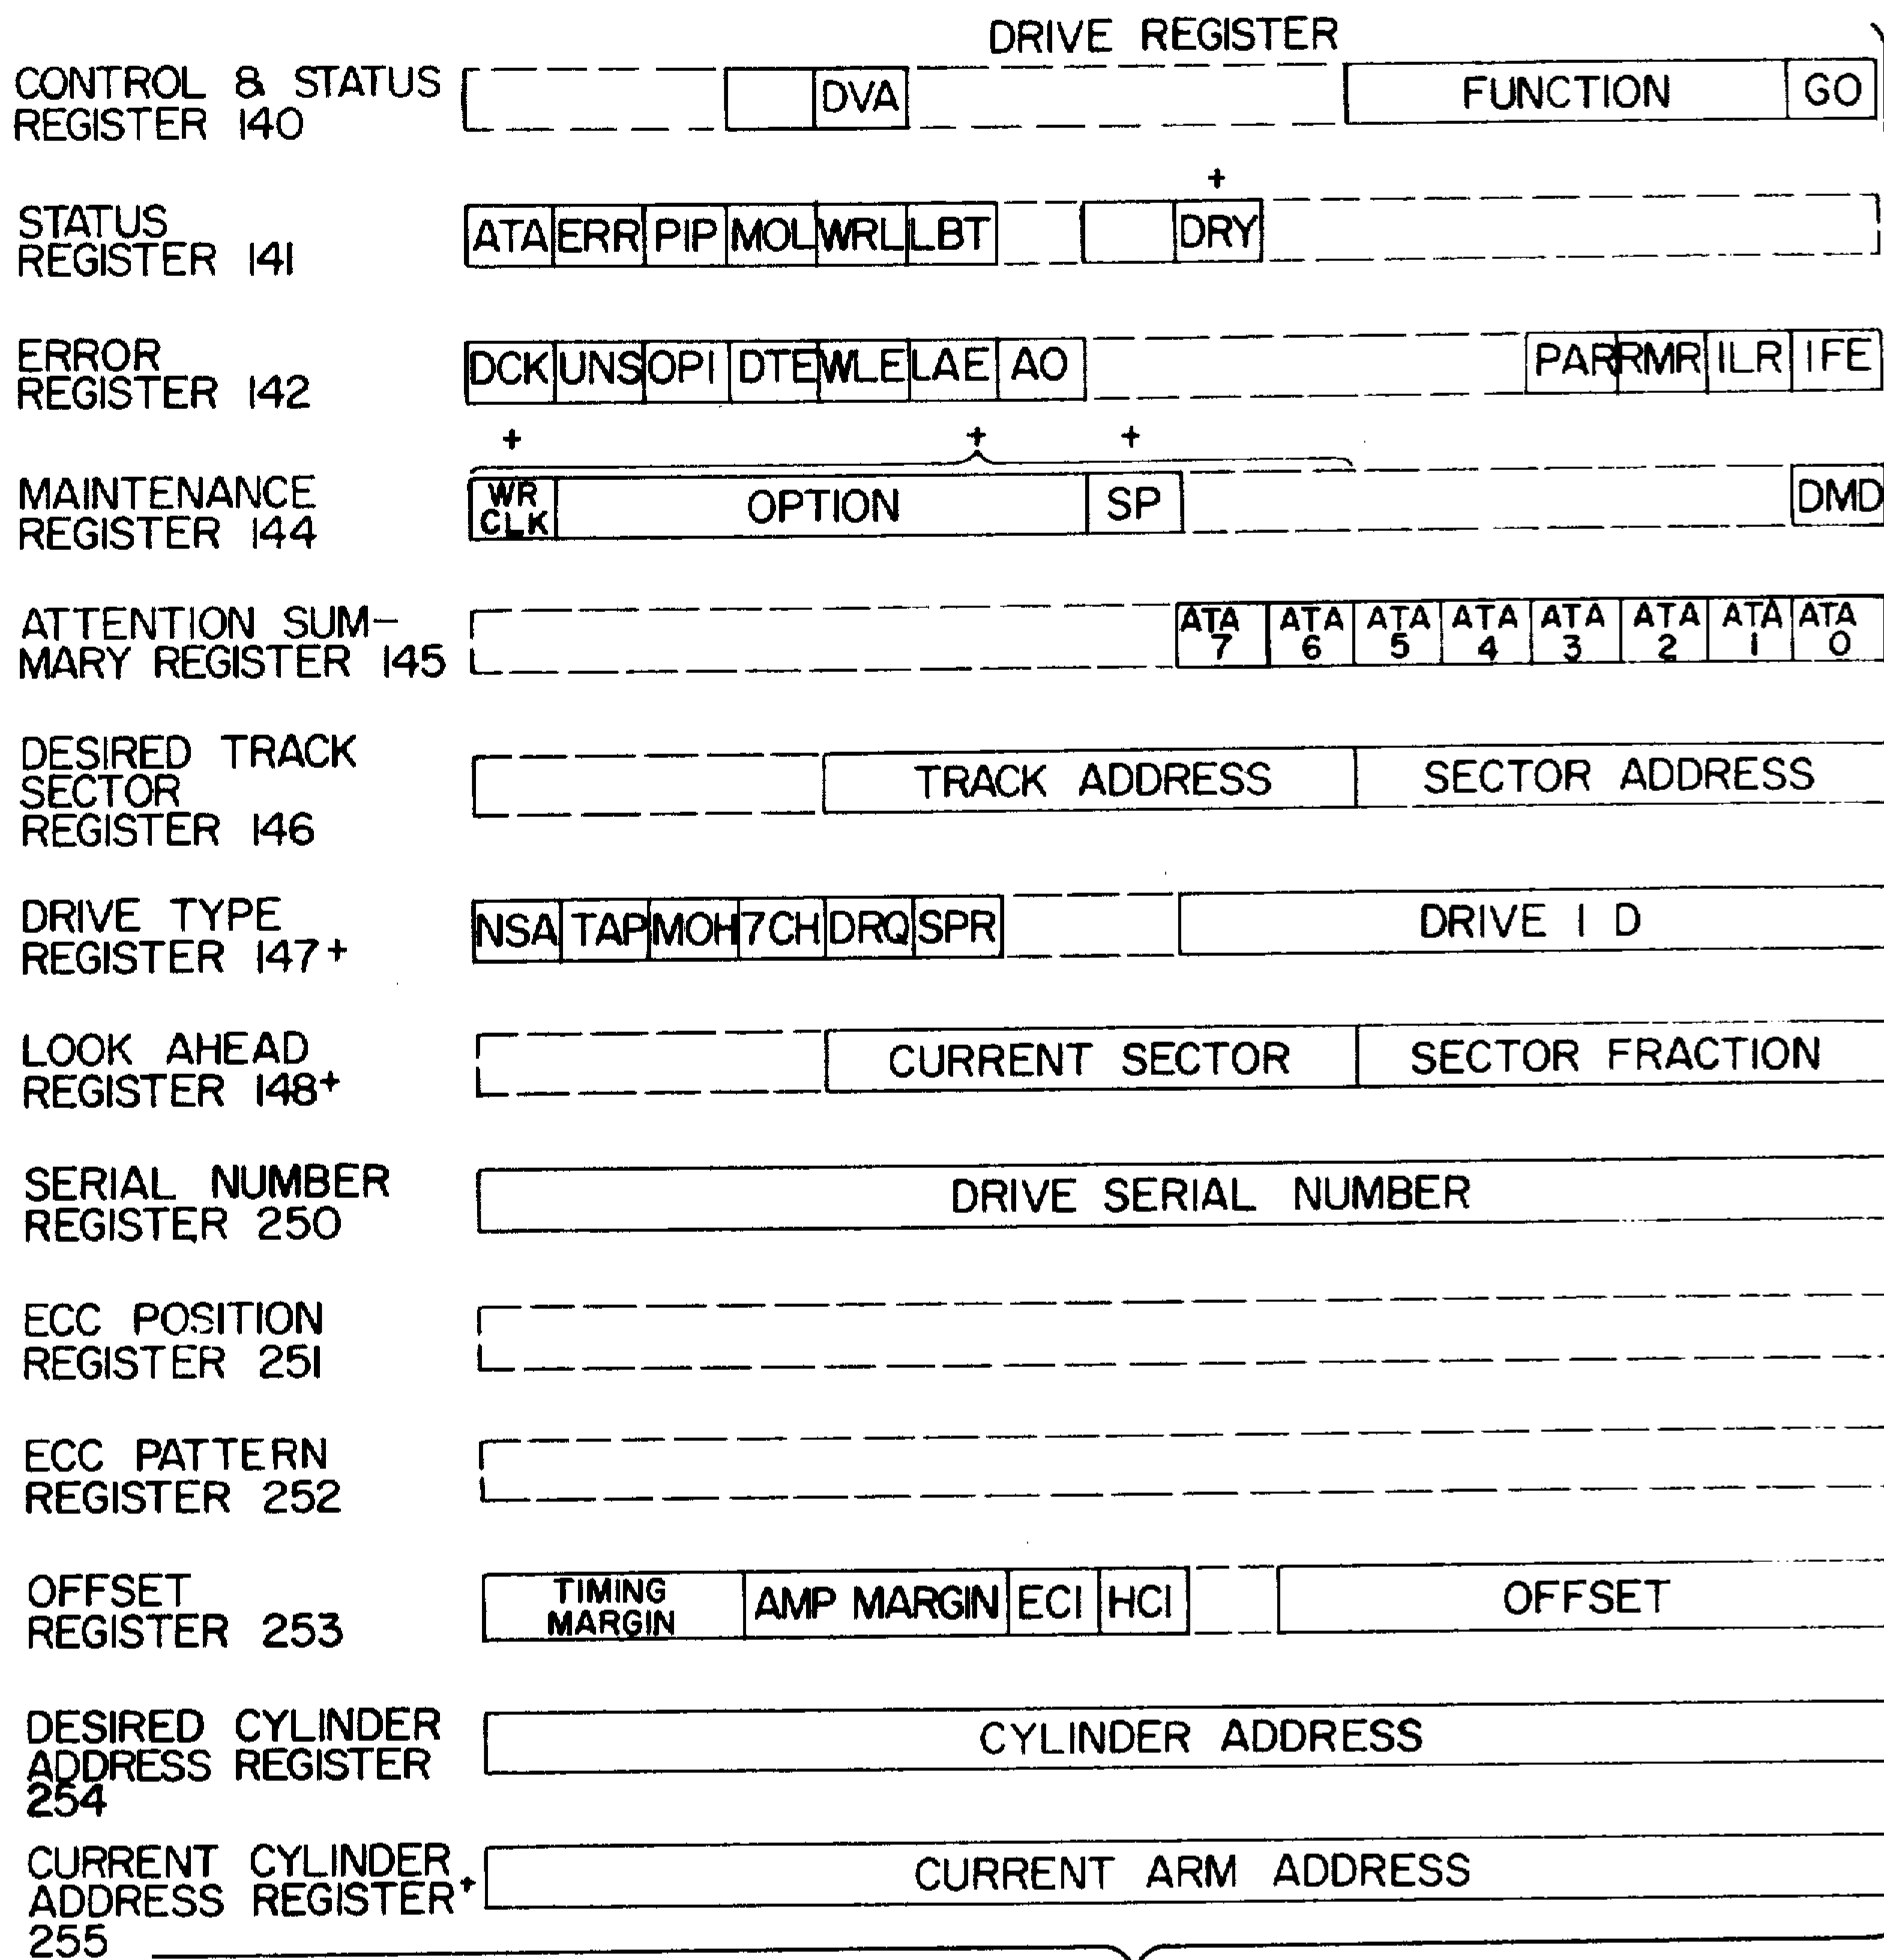 DRIVE REGISTER
CONTROL & STATUS
REGISTER 140
DVA FUNCTION GO
+
STATUS
REGISTER 141
ATA ERR PIP MOL WRL LBT DRY
ERROR
REGISTER 142
DCK UNS OPI DTE WLE LAE AO PAR RMR ILR IFE
+ + +
MAINTENANCE
REGISTER 144
WR
CLK
OPTION SP DMD
ATTENTION SUM-
MARY REGISTER 145
ATA ATA ATA ATA ATA ATA ATA ATA
7 6 5 4 3 2 1 0
DESIRED TRACK
SECTOR
REGISTER 146
TRACK ADDRESS SECTOR ADDRESS
DRIVE TYPE
REGISTER 147+
NSA TAP MOH 7CH DRQ SPR DRIVE I D
LOOK AHEAD
REGISTER 148+
CURRENT SECTOR SECTOR FRACTION
SERIAL NUMBER
REGISTER 250
DRIVE SERIAL NUMBER
ECC POSITION
REGISTER 251
ECC PATTERN
REGISTER 252
OFFSET
REGISTER 253
TIMING
MARGIN
AMP MARGIN ECI HCI OFFSET
DESIRED CYLINDER
ADDRESS REGISTER
254
CYLINDER ADDRESS
CURRENT CYLINDER
ADDRESS REGISTER+
255
CURRENT ARM ADDRESS